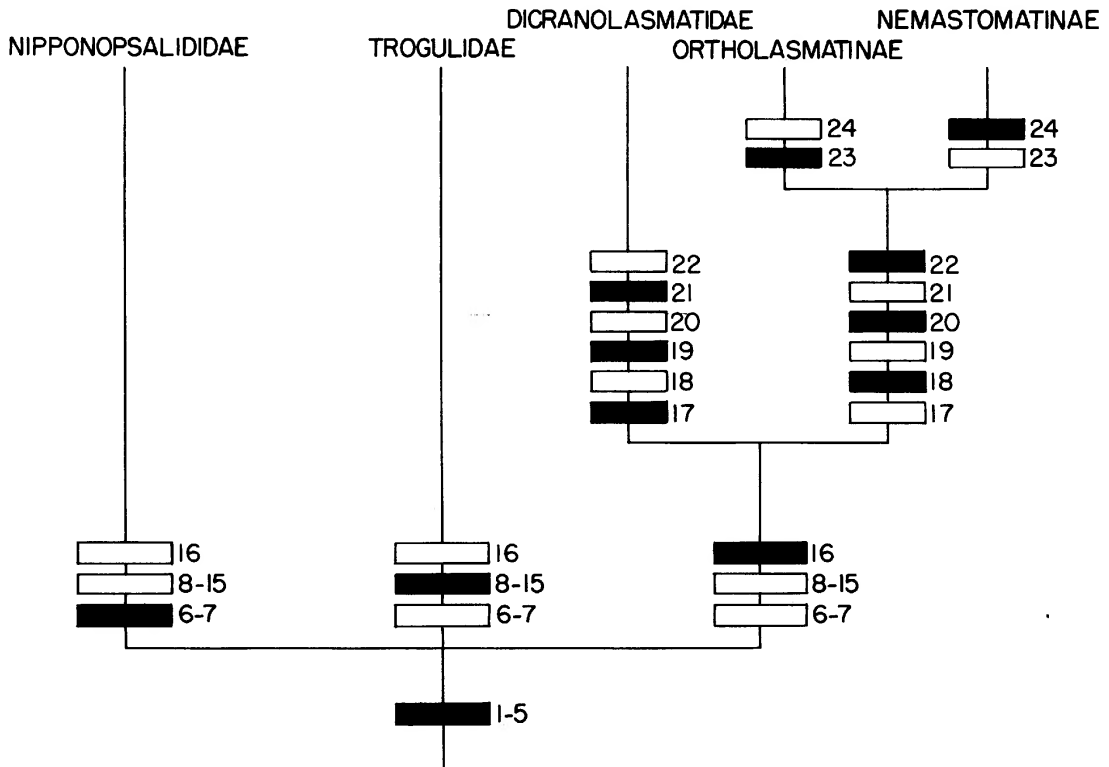 DICRANOLASMATIDAE NEMASTOMATINAE
NIPPONOPSALIDIDAE TROGULIDAE ORTHOLASMATINAE
24 24
23 23
22 22
21 21
20 20
19 19
18 18
17 17
16 16 16
8-15 8-15 8-15
6-7 6-7 6-7
1-5